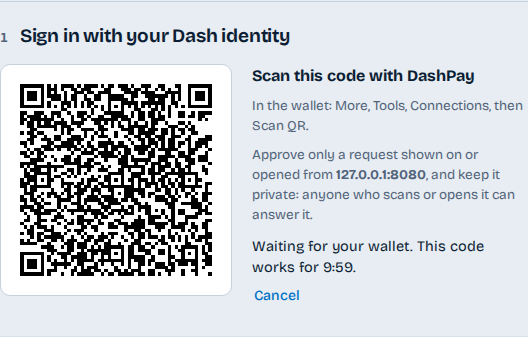 1 Sign in with your Dash identity
Scan this code with DashPay
In the wallet: More, Tools, Connections, then
Scan QR.
Approve only a request shown on or
opened from 127.0.0.1:8080, and keep it
private: anyone who scans or opens it can
answer it.
Waiting for your wallet. This code
works for 9:59.
Cancel